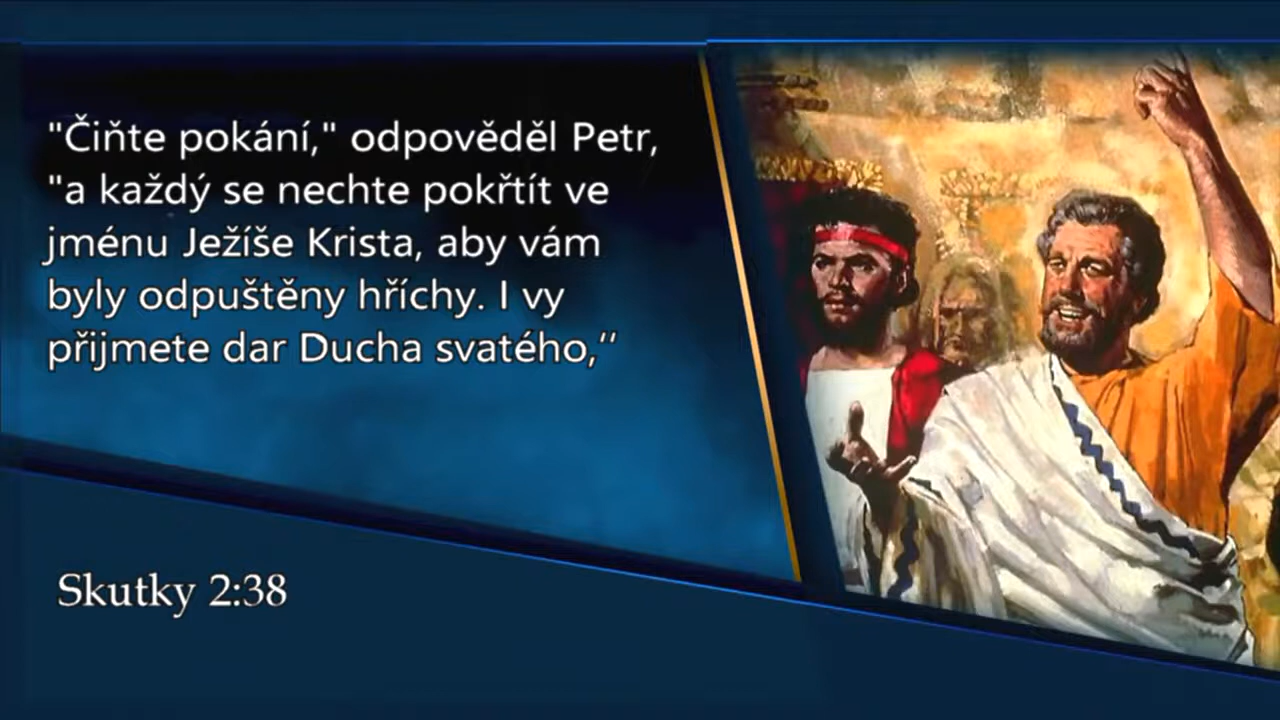 "Čiňte pokání," odpověděl Petr,
"a každý se nechte pokřtít ve
jménu Ježíše Krista, aby vám
byly odpuštěny hříchy. I vy
přijmete dar Ducha svatého,‘‘
Skutky 2:38